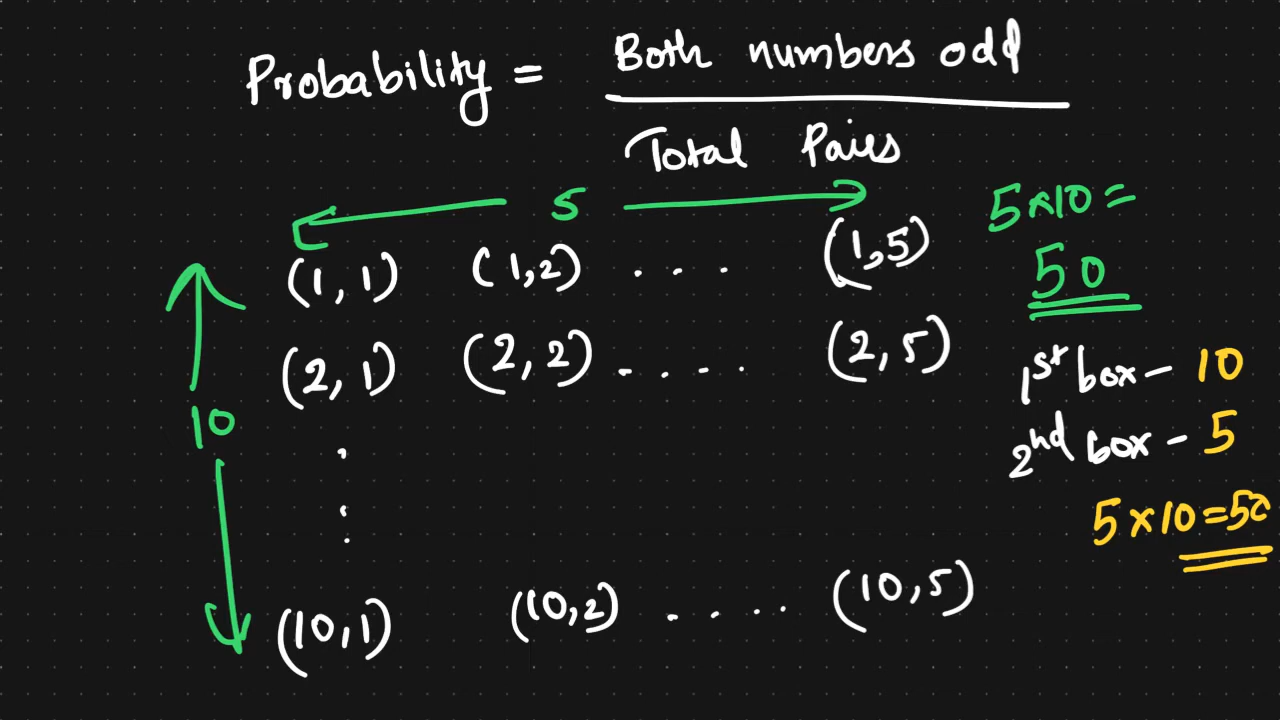 Probability = Both numbers odd
Total Pairs
5
5×10=
50
(1, 1) (1,2) .... (1,5)
(2, 1) (2, 2) ..... (2, 5)
10
1st box - 10
2nd box - 5
5×10=50
(10,1) (10,2) ..... (10,5)